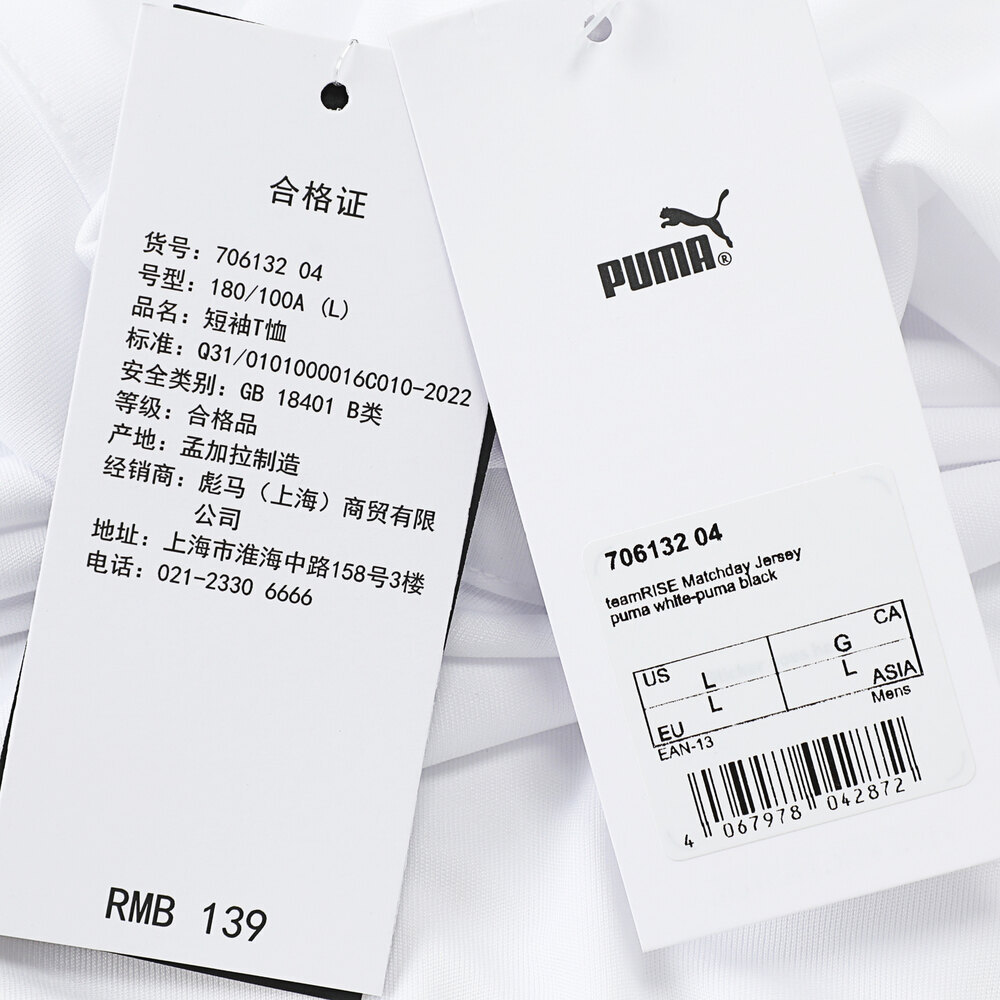 合格证
货号：706132 04
号型：180/100A (L)
品名：短袖T恤
标准：Q31/0101000016C010-2022
安全类别：GB 18401 B类
等级：合格品
产地：孟加拉制造
经销商：彪马（上海）商贸有限
公司
地址：上海市淮海中路158号3楼
电话：021-2330 6666
RMB 139
PUMA®
706132 04
teamRISE Matchday Jersey
puma white-puma black
US L G CA
EU L L ASIA
EAN-13 Mens
4 067978 042872